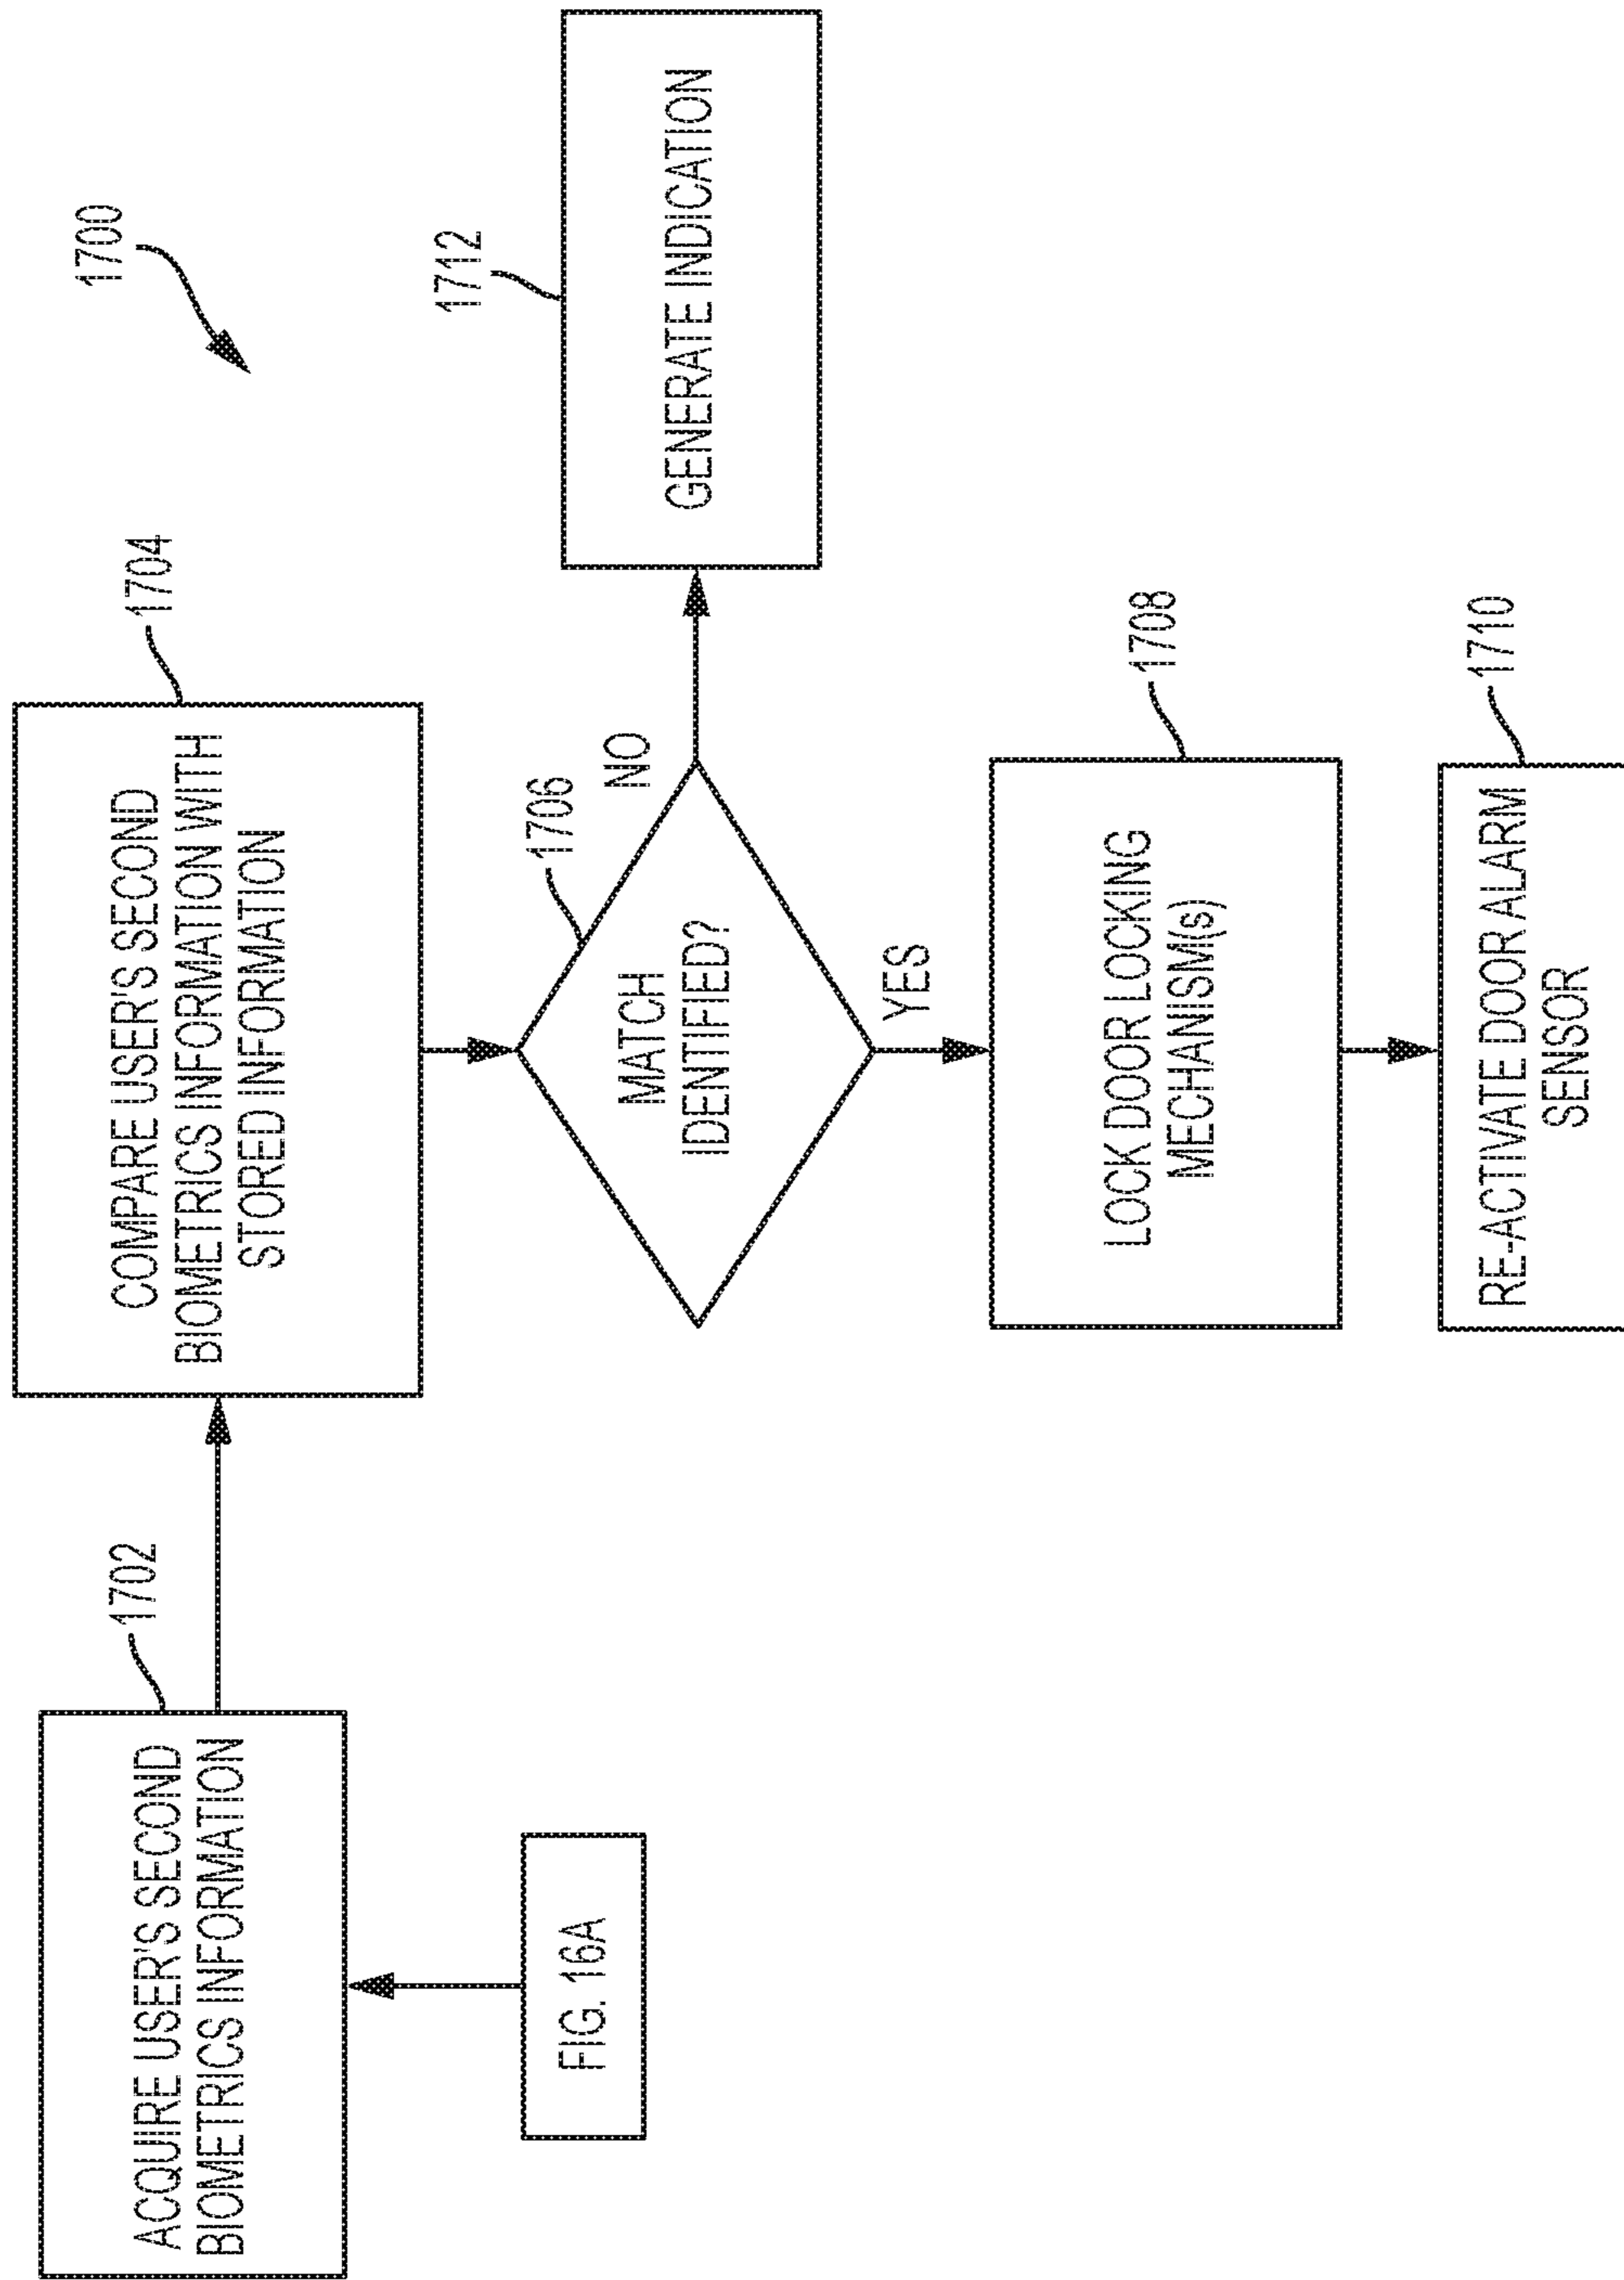 1700
1702
ACQUIRE USER'S SECOND
BIOMETRICS INFORMATION
FIG. 16A
1704
COMPARE USER'S SECOND
BIOMETRICS INFORMATION WITH
STORED INFORMATION
1706
MATCH
IDENTIFIED?
NO
1712
GENERATE INDICATION
YES
1708
LOCK DOOR LOCKING
MECHANISM(s)
1710
RE-ACTIVATE DOOR ALARM
SENSOR